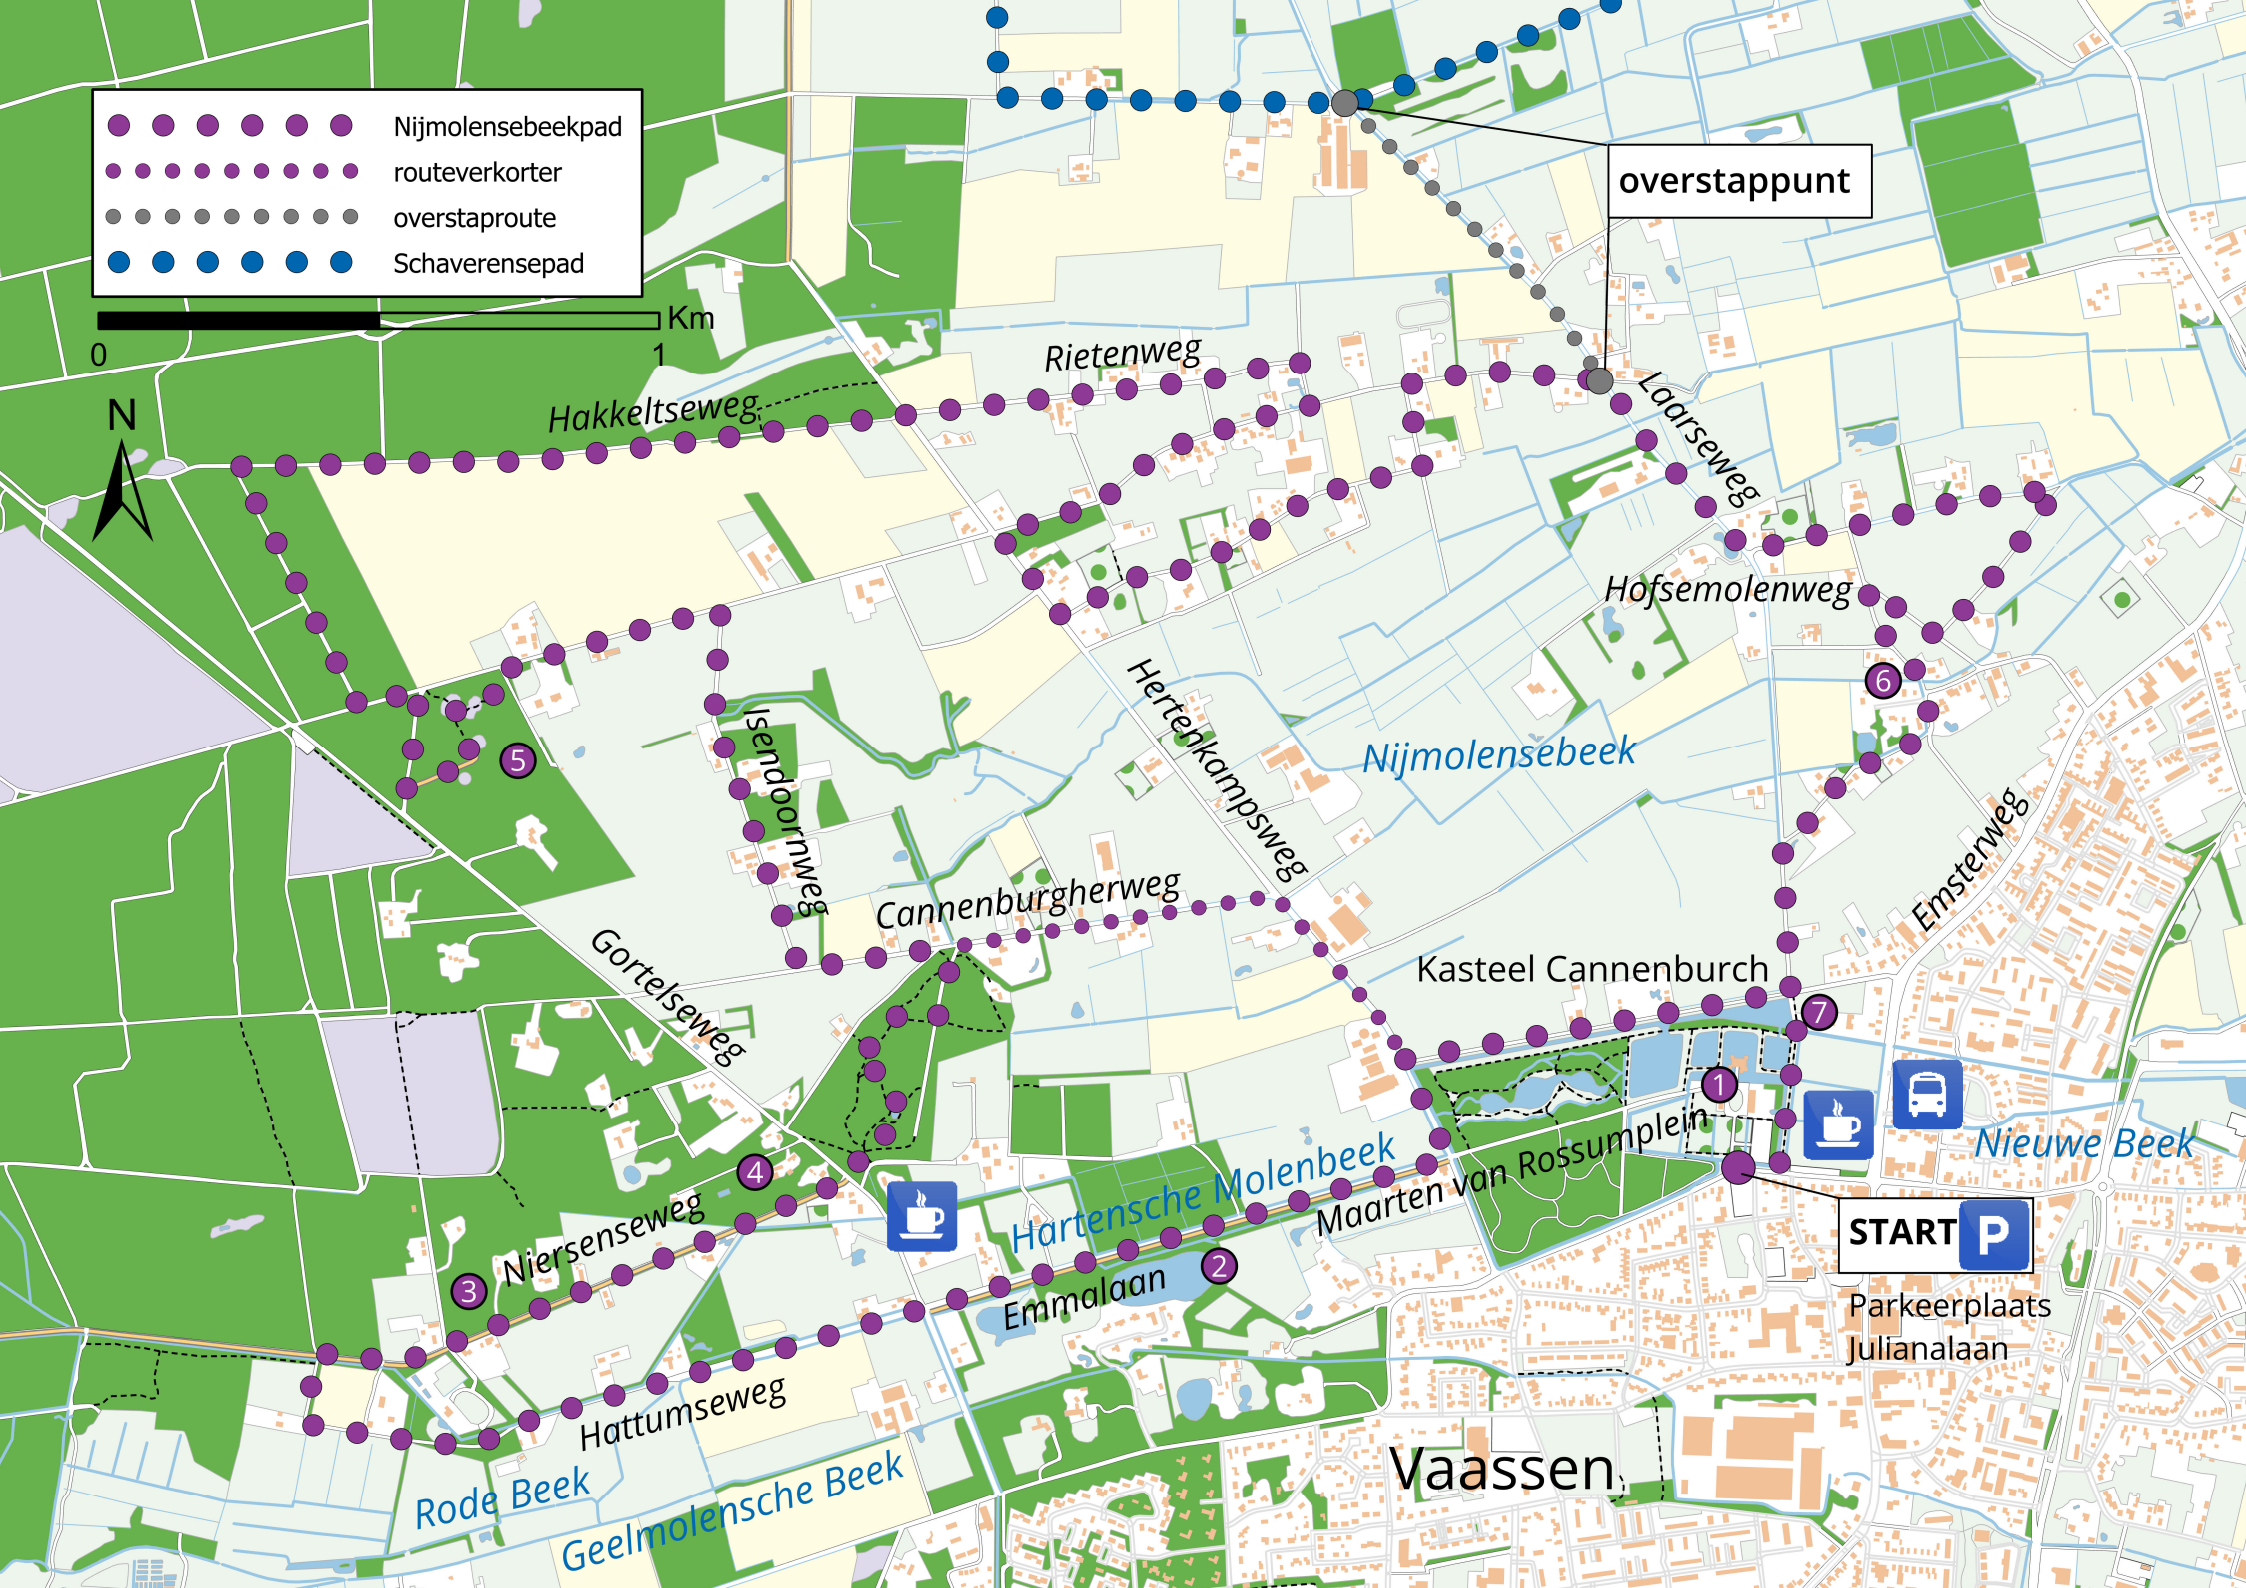 Nijmolensebeekpad
routeverkorter
overstaproute
Schaverensepad
Km
0
1
N
overstappunt
Rietenweg
Hakkeltseweg
Laarseweg
Hofsemolenweg
6
Hertenkampsweg
Nijmolensebeek
5
Isendoornweg
Emsterweg
Cannenburgherweg
Gortelseweg
Kasteel Cannenburch
7
1
Maarten van Rossumplein
Nieuwe Beek
Hartensche Molenbeek
4
Niersenseweg
START P
Parkeerplaats
Julianalaan
3
2
Emmalaan
Hattumseweg
Vaassen
Rode Beek
Geelmolensche Beek